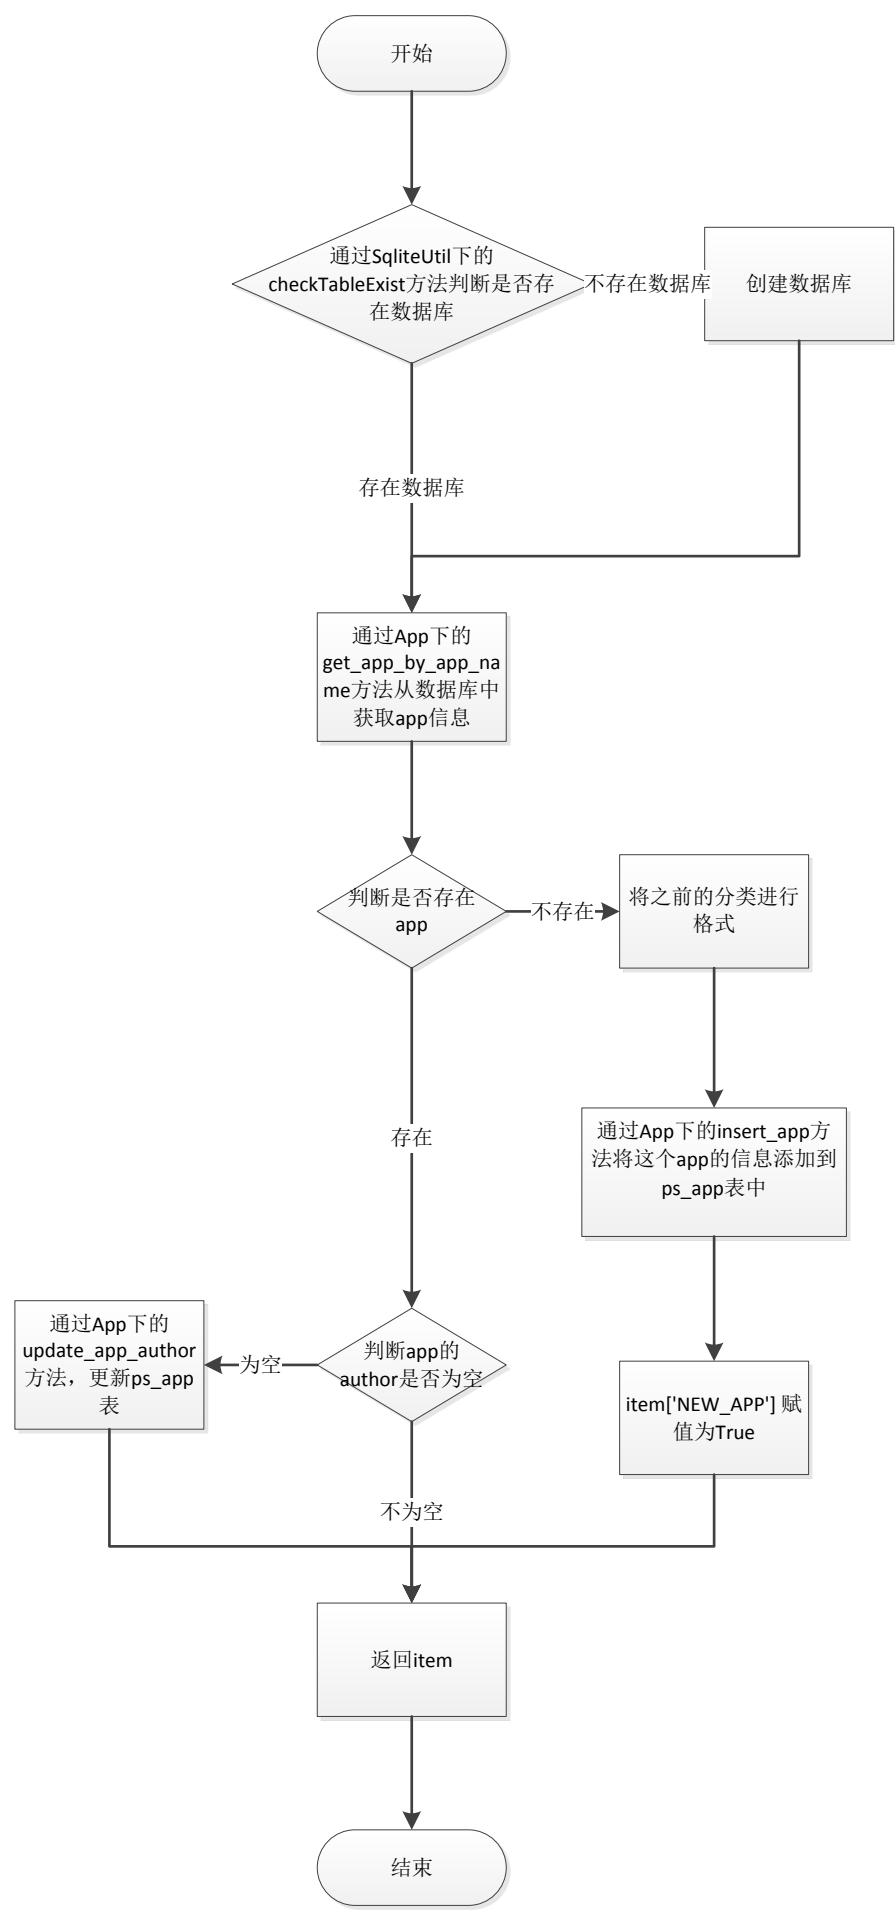 开始
通过SqliteUtil下的
checkTableExist方法判断是否存
在数据库
不存在数据库
创建数据库
存在数据库
通过App下的
get_app_by_app_na
me方法从数据库中
获取app信息
判断是否存在
app
不存在
将之前的分类进行
格式
存在
通过App下的insert_app方
法将这个app的信息添加到
ps_app表中
通过App下的
update_app_author
方法，更新ps_app
表
为空
判断app的
author是否为空
item['NEW_APP'] 赋
值为True
不为空
返回item
结束